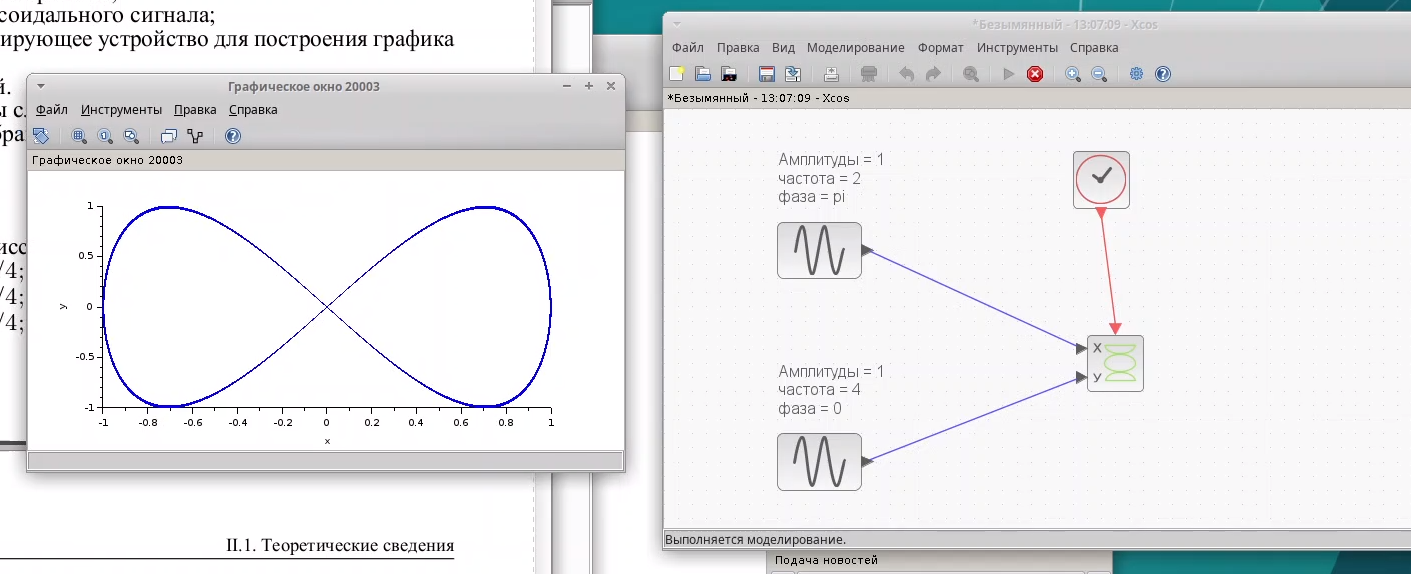 соидального сигнала;
ирующее устройство для построения графика
й.
ы сл
бра
исс
/4;
/4;
/4;
II.1. Теоретические сведения
Графическое окно 20003
Файл Инструменты Правка Справка
Графическое окно 20003
1
0.5
0
-0.5
-1
y
-1 -0.8 -0.6 -0.4 -0.2 0 0.2 0.4 0.6 0.8 1
x
*Безымянный - 13:07:09 - Xcos
Файл Правка Вид Моделирование Формат Инструменты Справка
*Безымянный - 13:07:09 - Xcos
Амплитуды = 1
частота = 2
фаза = pi
X
У
Амплитуды = 1
частота = 4
фаза = 0
Выполняется моделирование.
Подача новостей